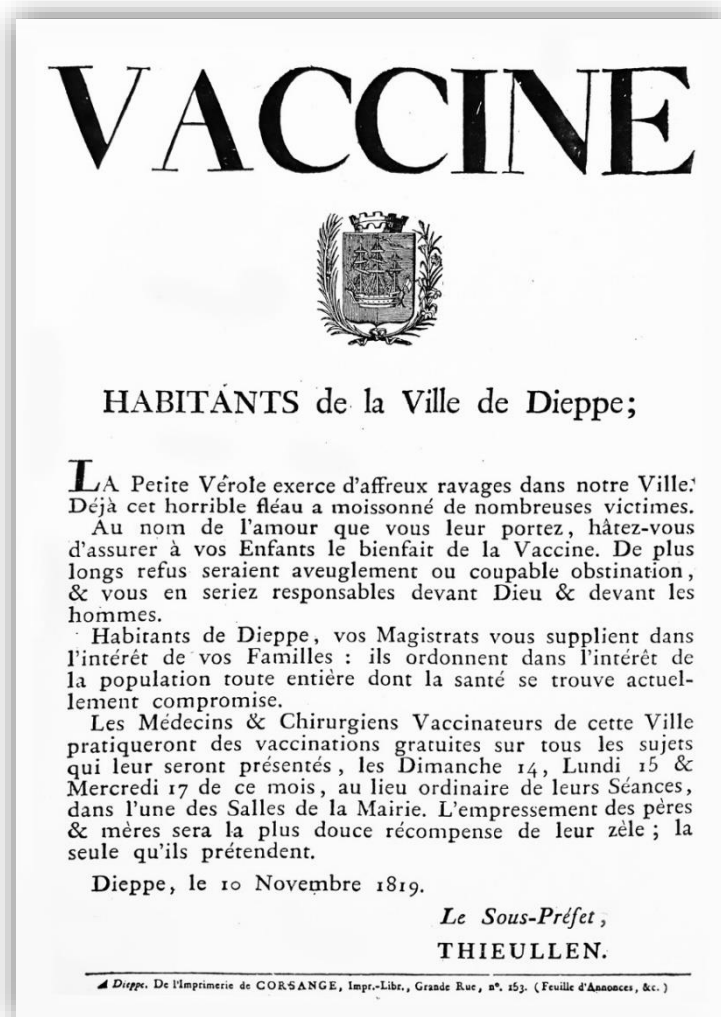 VACCINE
HABITANTS de la Ville de Dieppe;
LA Petite Vérole exerce d'affreux ravages dans notre Ville.
Déjà cet horrible fléau a moissonné de nombreuses victimes.
Au nom de l'amour que vous leur portez, hâtez-vous
d'assurer à vos Enfants le bienfait de la Vaccine. De plus
longs refus seraient aveuglement ou coupable obstination,
& vous en seriez responsables devant Dieu & devant les
hommes.
Habitants de Dieppe, vos Magistrats vous supplient dans
l'intérêt de vos Familles : ils ordonnent dans l'intérêt de
la population toute entière dont la santé se trouve actuel-
lement compromise.
Les Médecins & Chirurgiens Vaccinateurs de cette Ville
pratiqueront des vaccinations gratuites sur tous les sujets
qui leur seront présentés, les Dimanche 14, Lundi 15 &
Mercredi 17 de ce mois, au lieu ordinaire de leurs Séances,
dans l'une des Salles de la Mairie. L'empressement des pères
& mères sera la plus douce récompense de leur zèle ; la
seule qu'ils prétendent.
Dieppe, le 10 Novembre 1819.
Le Sous-Préfet,
THIEULLEN.
Dieppe. De l'Imprimerie de CORSANGE, Impr.-Libr., Grande Rue, nº. 153. (Feuille d'Annonces, &c.)